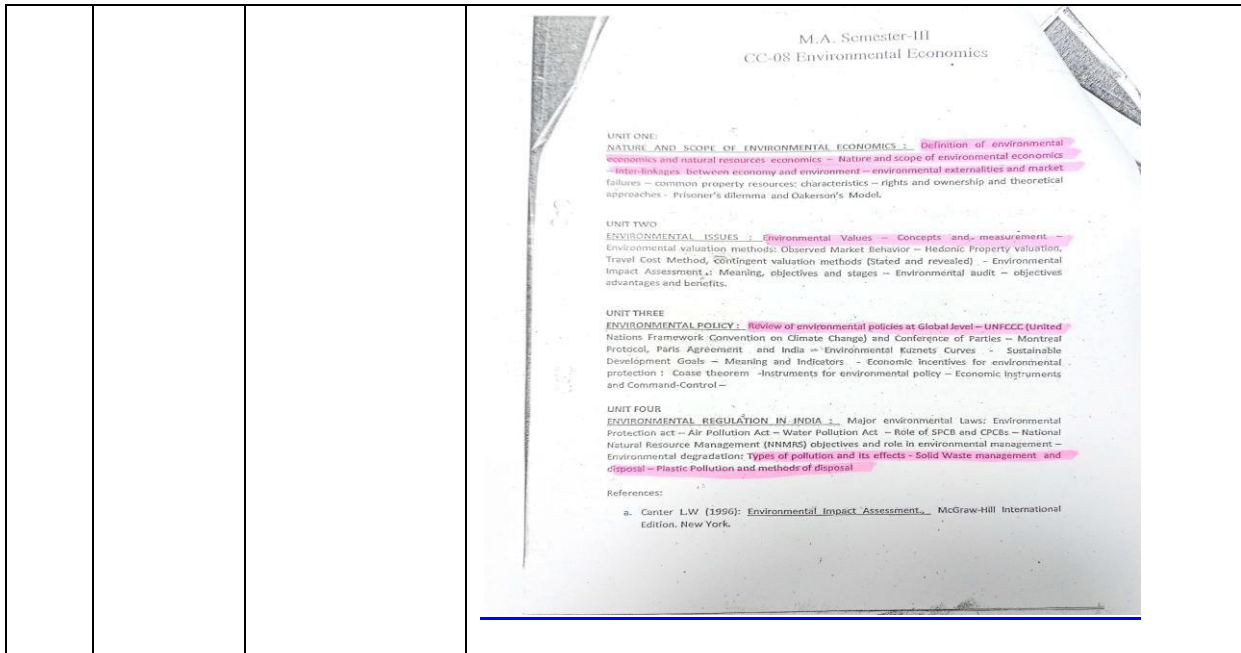 M.A. Semester-III
CC-08 Environmental Economics
UNIT ONE:
NATURE AND SCOPE OF ENVIRONMENTAL ECONOMICS : Definition of environmental
economics and natural resources economics – Nature and scope of environmental economics
- Inter-linkages between economy and environment – environmental externalities and market
failures – common property resources: characteristics – rights and ownership and theoretical
approaches - Prisoner's dilemma and Oakerson's Model.
UNIT TWO
ENVIRONMENTAL ISSUES : Environmental Values – Concepts and measurement –
Environmental valuation methods: Observed Market Behavior – Hedonic Property valuation,
Travel Cost Method, contingent valuation methods (Stated and revealed) - Environmental
Impact Assessment : Meaning, objectives and stages – Environmental audit – objectives
advantages and benefits.
UNIT THREE
ENVIRONMENTAL POLICY : Review of environmental policies at Global level – UNFCCC (United
Nations Framework Convention on Climate Change) and Conference of Parties – Montreal
Protocol, Paris Agreement and India – Environmental Kuznets Curves - Sustainable
Development Goals – Meaning and Indicators - Economic incentives for environmental
protection : Coase theorem -Instruments for environmental policy – Economic Instruments
and Command-Control –
UNIT FOUR
ENVIRONMENTAL REGULATION IN INDIA : Major environmental Laws: Environmental
Protection act – Air Pollution Act – Water Pollution Act – Role of SPCB and CPCBs – National
Natural Resource Management (NNMRS) objectives and role in environmental management –
Environmental degradation: Types of pollution and its effects - Solid Waste management and
disposal – Plastic Pollution and methods of disposal
References:
a. Canter L.W (1996): Environmental Impact Assessment., McGraw-Hill International
Edition. New York.